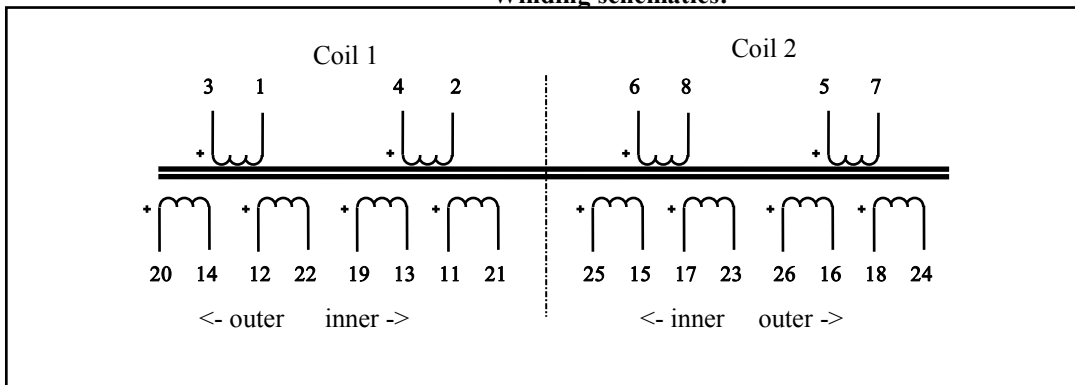 Winding schematics:
Coil 1 Coil 2
3 1 4 2 6 8 5 7
+ + + +
+ + + + + + + +
20 14 12 22 19 13 11 21 25 15 17 23 26 16 18 24
<- outer inner -> <- inner outer ->